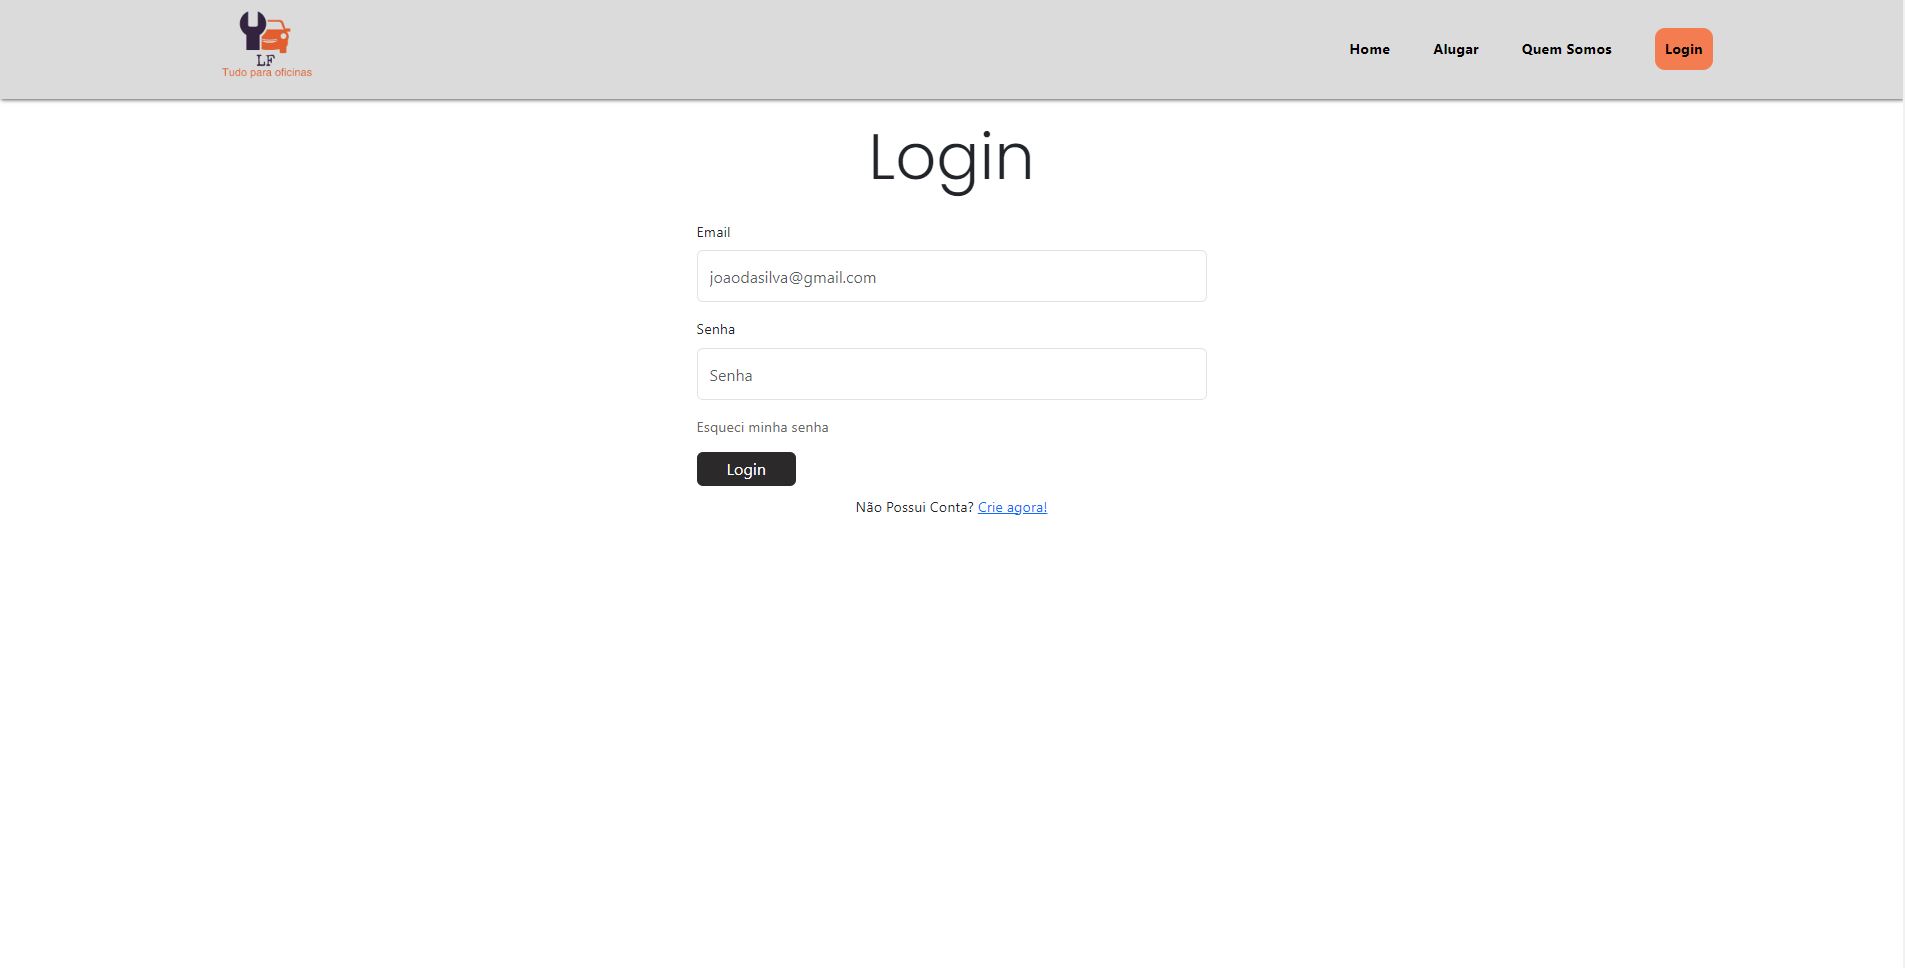 LF
Tudo para oficinas
Home Alugar Quem Somos Login
Login
Email
joaodasilva@gmail.com
Senha
Senha
Esqueci minha senha
Login
Não Possui Conta? Crie agora!